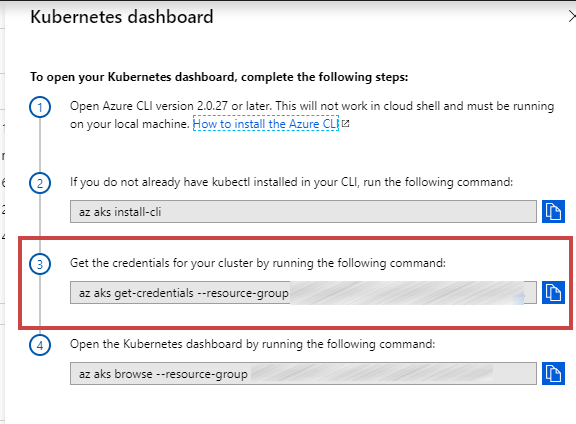 Kubernetes dashboard
To open your Kubernetes dashboard, complete the following steps:
1
Open Azure CLI version 2.0.27 or later. This will not work in cloud shell and must be running
on your local machine. How to install the Azure CLI
2
If you do not already have kubectl installed in your CLI, run the following command:
az aks install-cli
3
Get the credentials for your cluster by running the following command:
az aks get-credentials --resource-group
4
Open the Kubernetes dashboard by running the following command:
az aks browse --resource-group